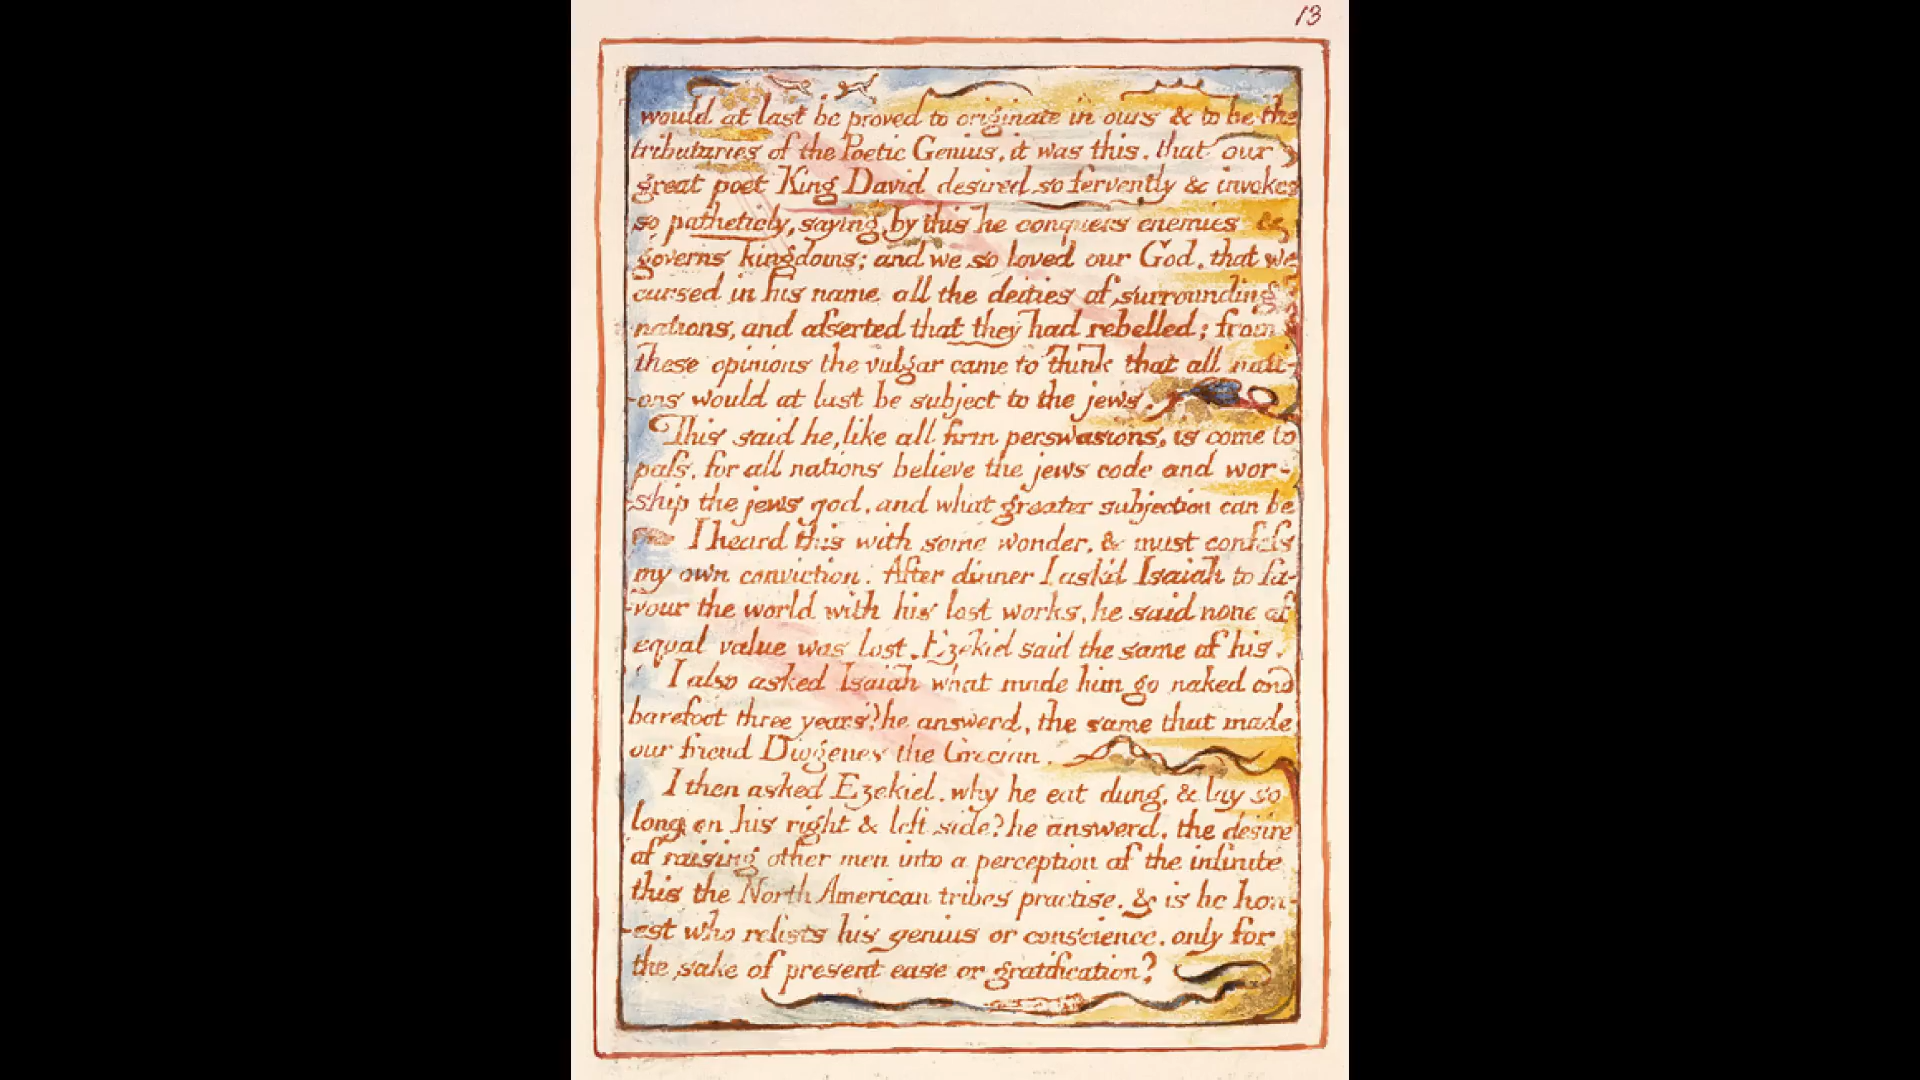 13
would at last be proved to originate in ours & to be the
tributaries of the Poetic Genius, it was this. that our
great poet King David desired so fervently & invokes
so patheticly, saying by this he conquers enemies &
governs kingdoms; and we so loved our God. that we
cursed in his name all the deities of surrounding
nations, and asserted that they had rebelled; from
these opinions the vulgar came to think that all nati-
-ons would at last be subject to the jews.
This said he, like all firm perswasions, is come to
pass, for all nations believe the jews code and wor-
-ship the jews god, and what greater subjection can be
I heard this with some wonder, & must confess
my own conviction. After dinner I ask'd Isaiah to fa-
-vour the world with his lost works, he said none of
equal value was lost. Ezekiel said the same of his.
I also asked Isaiah what made him go naked and
barefoot three years? he answerd, the same that made
our friend Diogenes the Grecian.
I then asked Ezekiel. why he eat dung, & lay so
long on his right & left side? he answerd. the desire
of raising other men into a perception of the infinite
this the North American tribes practise. & is he hon-
-est who resists his genius or conscience. only for
the sake of present ease or gratification?